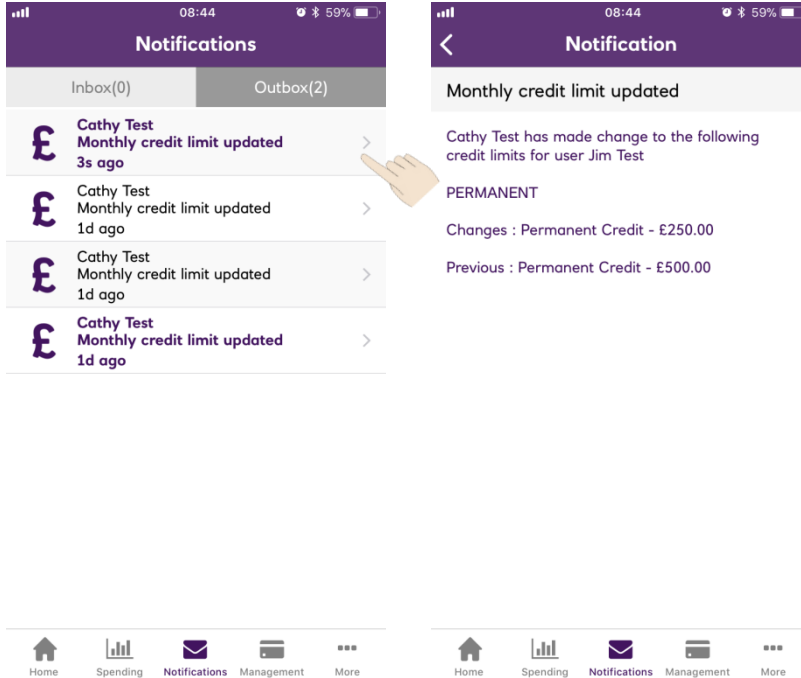 08:44
59%
Notifications
Inbox(0)
Outbox(2)
£
Cathy Test
Monthly credit limit updated
3s ago
£
Cathy Test
Monthly credit limit updated
1d ago
£
Cathy Test
Monthly credit limit updated
1d ago
£
Cathy Test
Monthly credit limit updated
1d ago
Home
Spending
Notifications
Management
More
08:44
59%
Notification
Monthly credit limit updated
Cathy Test has made change to the following
credit limits for user Jim Test
PERMANENT
Changes : Permanent Credit - £250.00
Previous : Permanent Credit - £500.00
Home
Spending
Notifications
Management
More